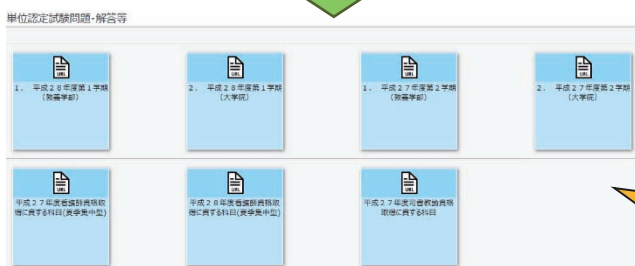 単位認定試験問題・解答等
URL
1. 平成28年度第1学期
(教養学部)
URL
2. 平成28年度第1学期
(大学院)
URL
1. 平成27年度第2学期
(教養学部)
URL
2. 平成27年度第2学期
(大学院)
URL
平成27年度看護師資格取
得に資する科目(夏季集中型)
URL
平成28年度看護師資格取
得に資する科目(夏季集中型)
URL
平成27年度司書教諭資格
取得に資する科目